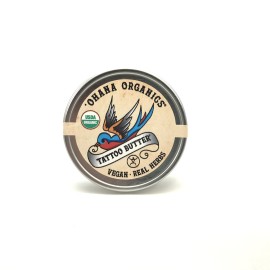 'OHANA ORGANICS
USDA
ORGANIC
TATTOO BUTTER
VEGAN · REAL HERBS